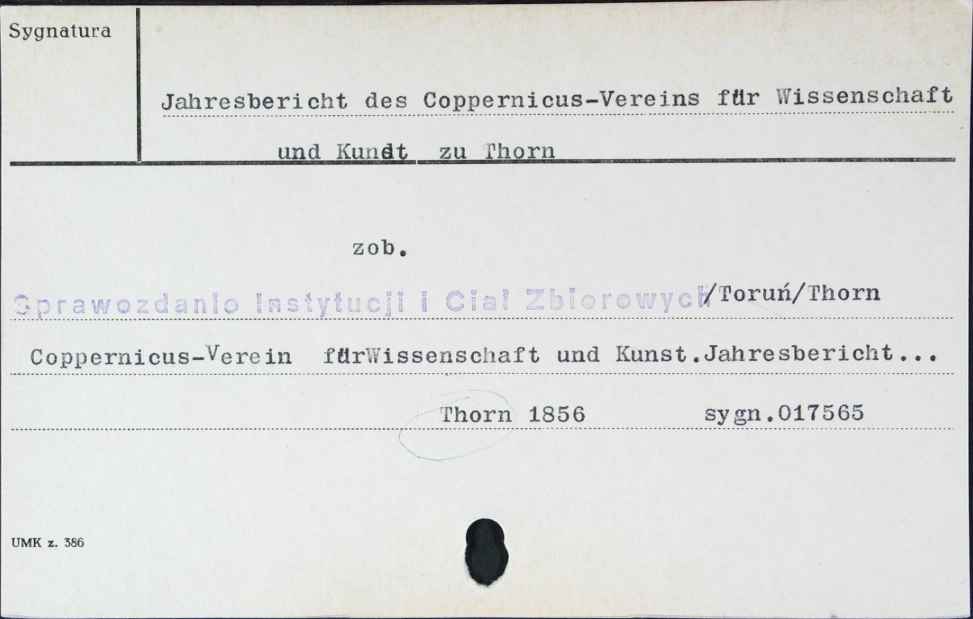 Sygnatura
Jahresbericht des Coppernicus-Vereins für Wissenschaft
und Kunst zu Thorn
zob.
Sprawozdanie Instytucji i Ciał Zbiorowych/Toruń/Thorn
Coppernicus-Verein fürWissenschaft und Kunst.Jahresbericht...
Thorn 1856 sygn.017565
UMK z. 386